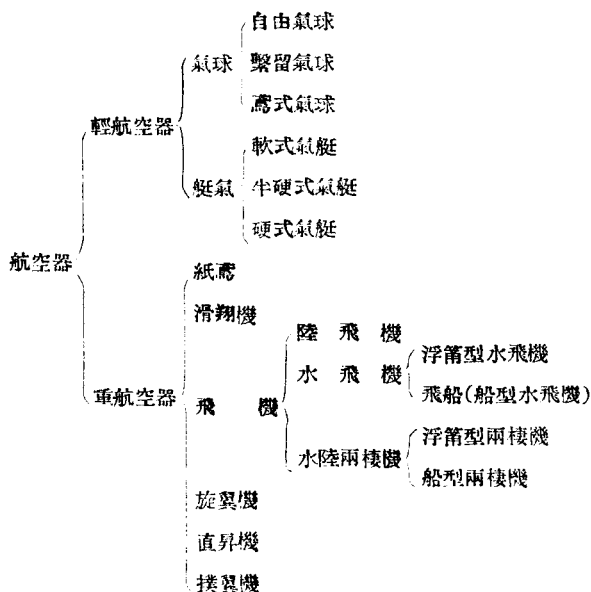 自由氣球
氣球
繫留氣球
鳶式氣球
輕航空器
軟式氣艇
艇氣
半硬式氣艇
硬式氣艇
航空器
紙鳶
滑翔機
陸飛機
浮筩型水飛機
水飛機
飛船(船型水飛機)
重航空器
飛機
浮筩型兩棲機
水陸兩棲機
船型兩棲機
旋翼機
直昇機
撲翼機